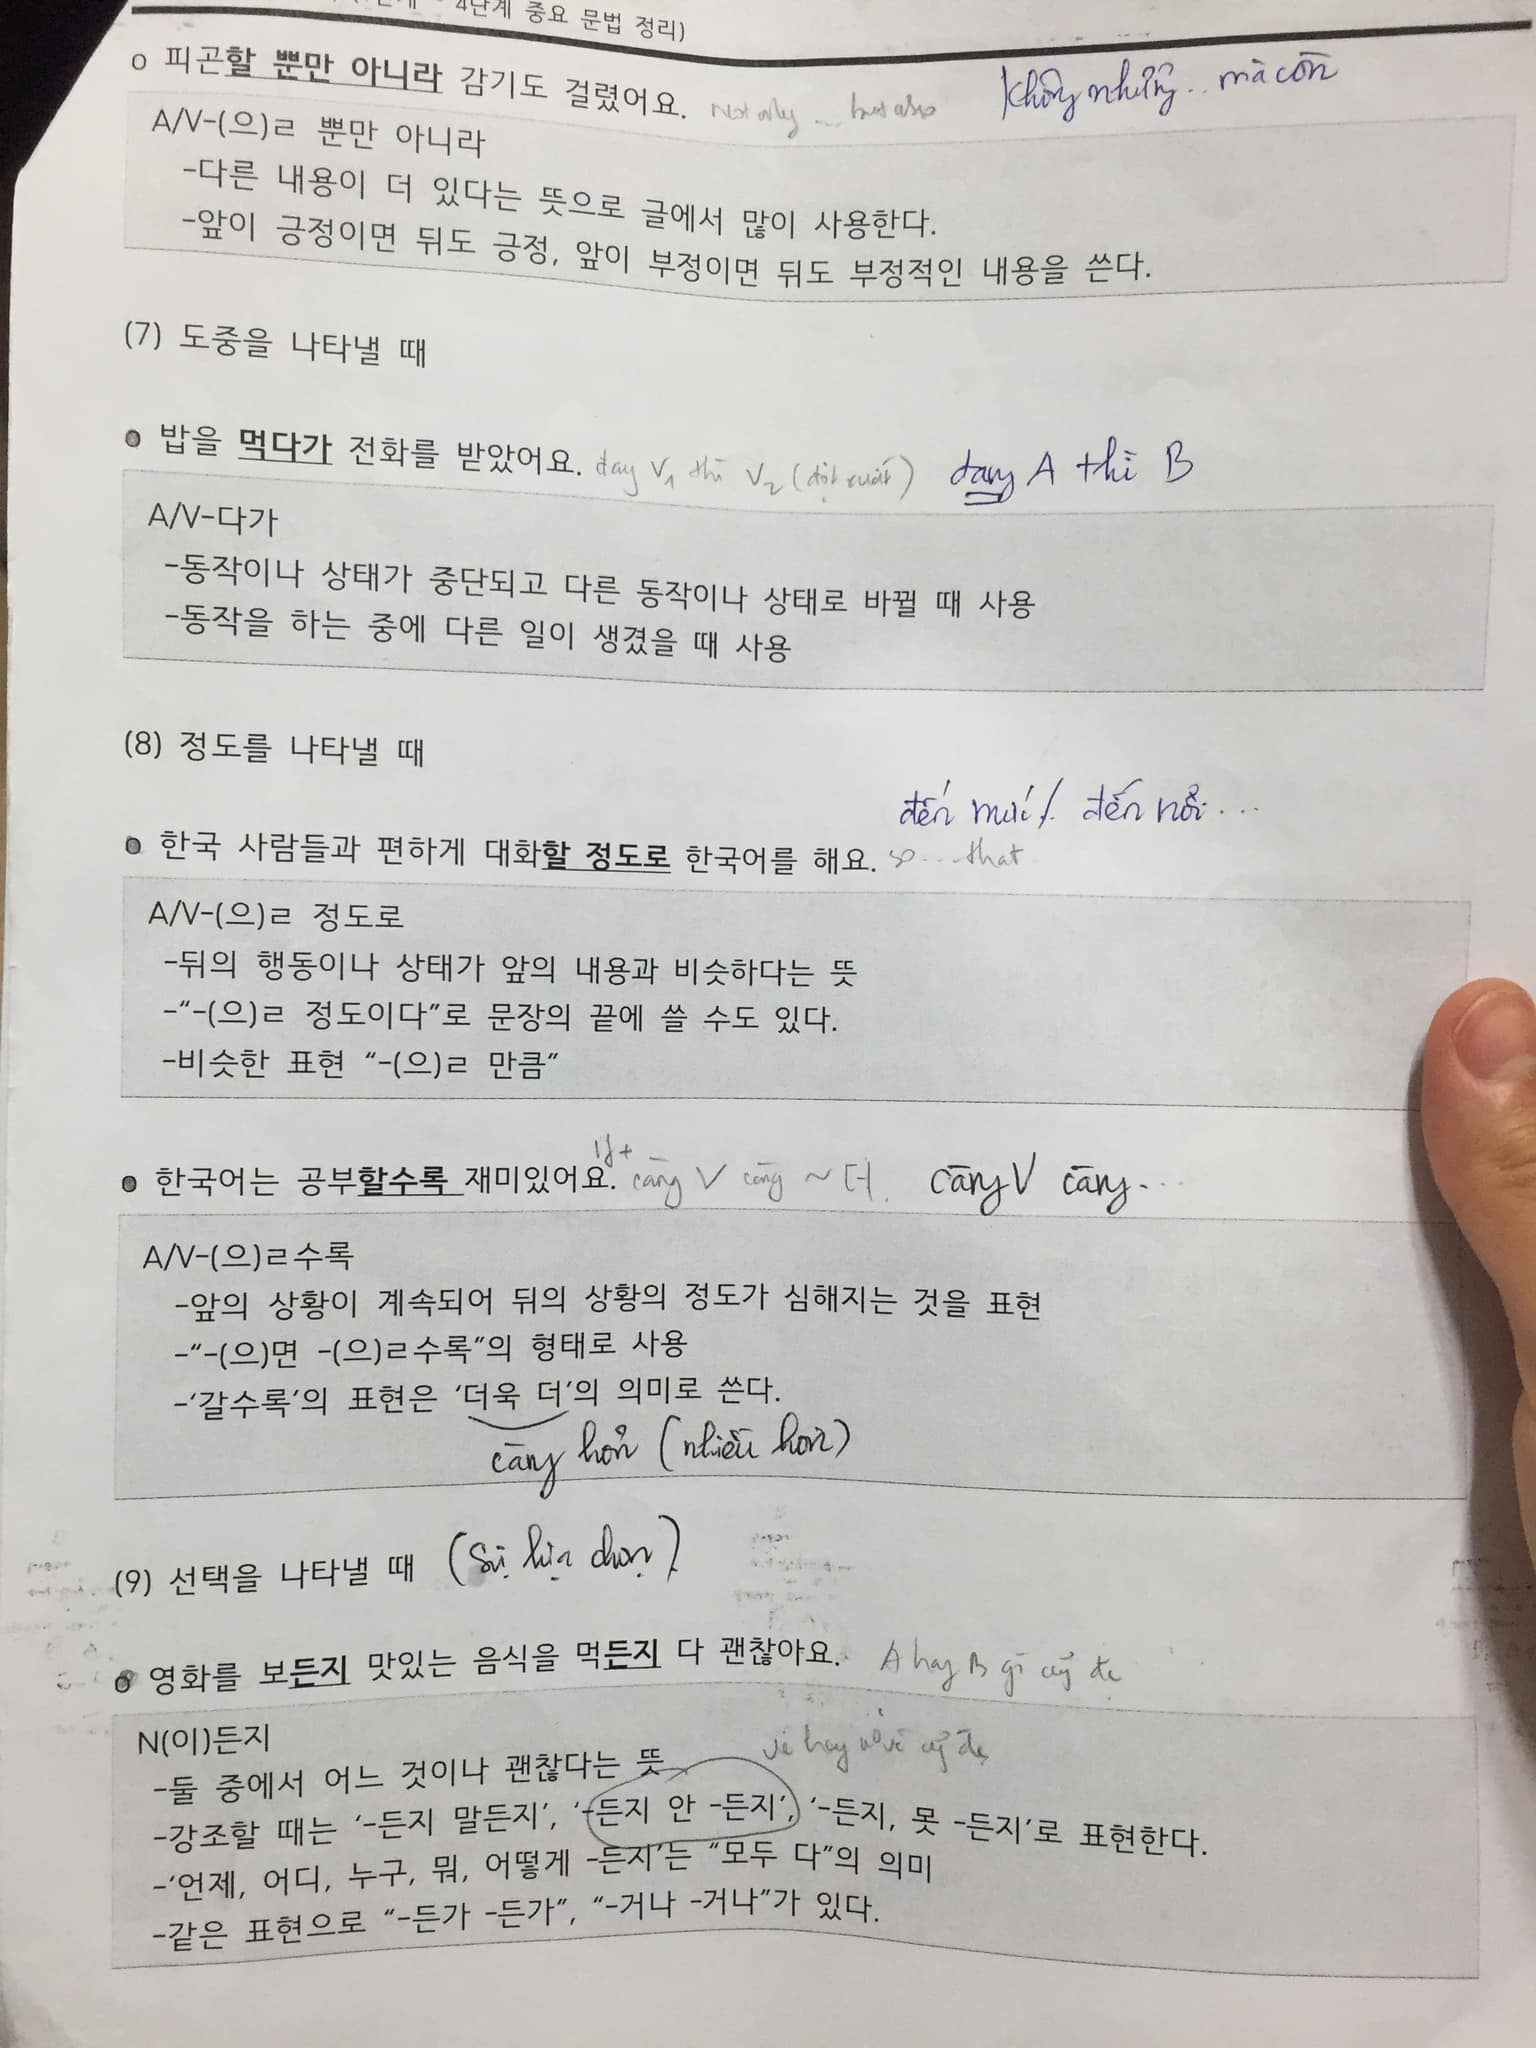 4단계 중요 문법 정리)
o 피곤할 뿐만 아니라 감기도 걸렸어요. Not only ... but also không những... mà còn
A/V-(으)ㄹ 뿐만 아니라
-다른 내용이 더 있다는 뜻으로 글에서 많이 사용한다.
-앞이 긍정이면 뒤도 긍정, 앞이 부정이면 뒤도 부정적인 내용을 쓴다.
(7) 도중을 나타낼 때
밥을 먹다가 전화를 받았어요. đang V1 thì V2 (đột xuất) đang A thì B
A/V-다가
-동작이나 상태가 중단되고 다른 동작이나 상태로 바뀔 때 사용
-동작을 하는 중에 다른 일이 생겼을 때 사용
(8) 정도를 나타낼 때
đến mức / đến nỗi...
한국 사람들과 편하게 대화할 정도로 한국어를 해요. so ... that
A/V-(으)ㄹ 정도로
-뒤의 행동이나 상태가 앞의 내용과 비슷하다는 뜻
-"-(으)ㄹ 정도이다"로 문장의 끝에 쓸 수도 있다.
-비슷한 표현 "-(으)ㄹ 만큼"
한국어는 공부할수록 재미있어요. càng V càng ~ 더. càng V càng...
A/V-(으)ㄹ수록
-앞의 상황이 계속되어 뒤의 상황의 정도가 심해지는 것을 표현
-"-(으)면 -(으)ㄹ수록"의 형태로 사용
-'갈수록'의 표현은 '더욱 더'의 의미로 쓴다.
càng hơn (nhiều hơn)
(9) 선택을 나타낼 때 (sự lựa chọn)
영화를 보든지 맛있는 음식을 먹든지 다 괜찮아요. A hay B gì cũng đc
N(이)든지
-둘 중에서 어느 것이나 괜찮다는 뜻
-강조할 때는 '-든지 말든지', '-든지 안 -든지', '-든지, 못 -든지'로 표현한다.
-'언제, 어디, 누구, 뭐, 어떻게 -든지'는 "모두 다"의 의미
-같은 표현으로 "-든가 -든가", "-거나 -거나"가 있다.